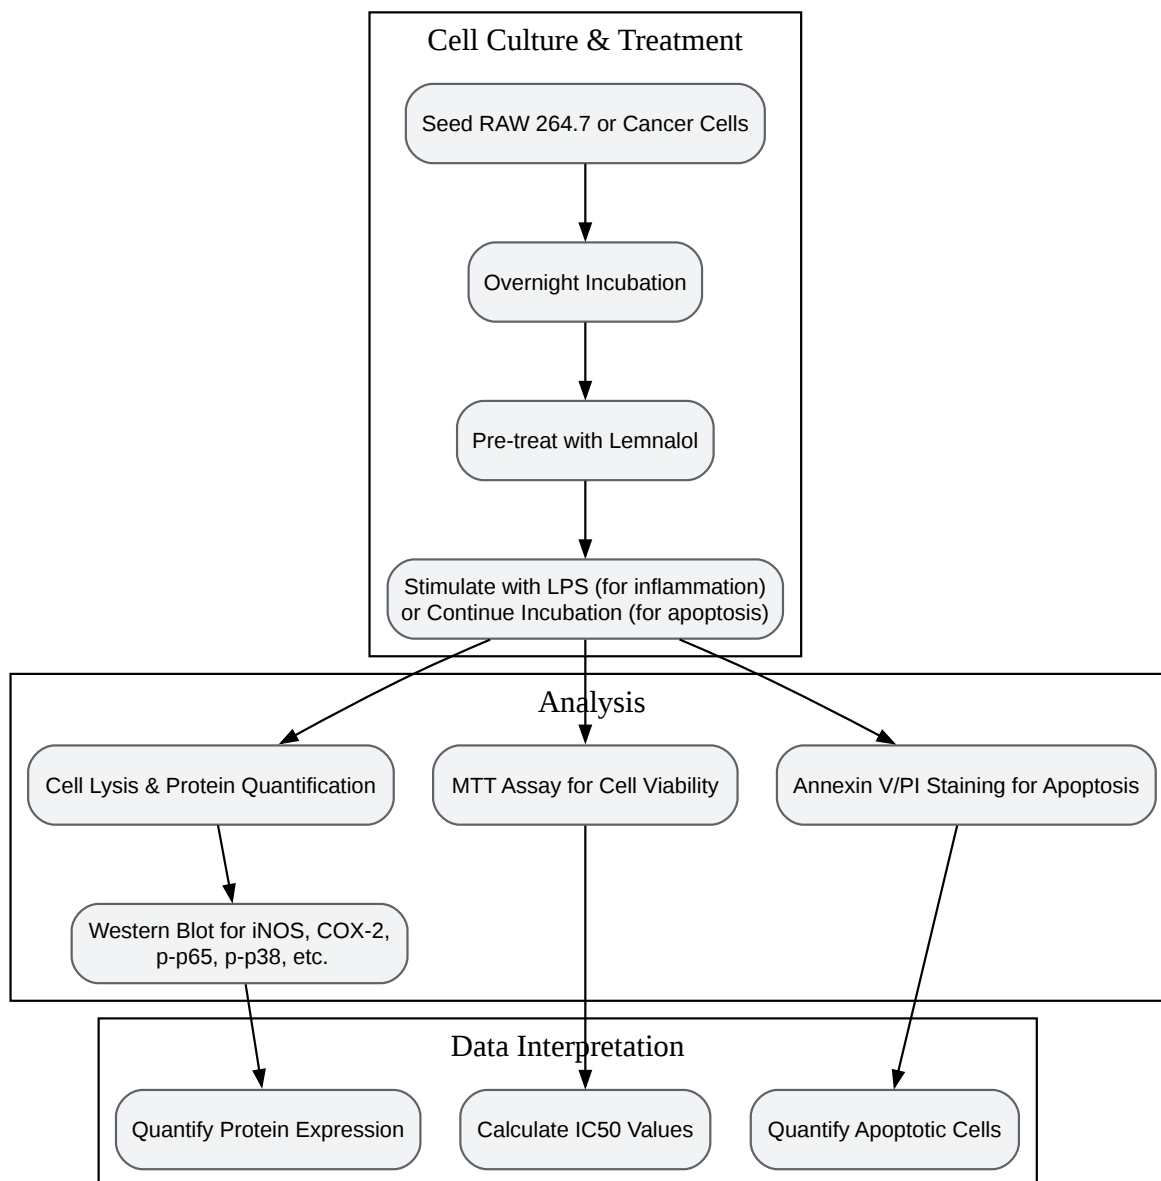 Cell Culture & Treatment
Seed RAW 264.7 or Cancer Cells
Overnight Incubation
Pre-treat with Lemnalol
Stimulate with LPS (for inflammation)
or Continue Incubation (for apoptosis)
Analysis
Cell Lysis & Protein Quantification
MTT Assay for Cell Viability
Annexin V/PI Staining for Apoptosis
Western Blot for iNOS, COX-2,
p-p65, p-p38, etc.
Data Interpretation
Quantify Protein Expression
Calculate IC50 Values
Quantify Apoptotic Cells